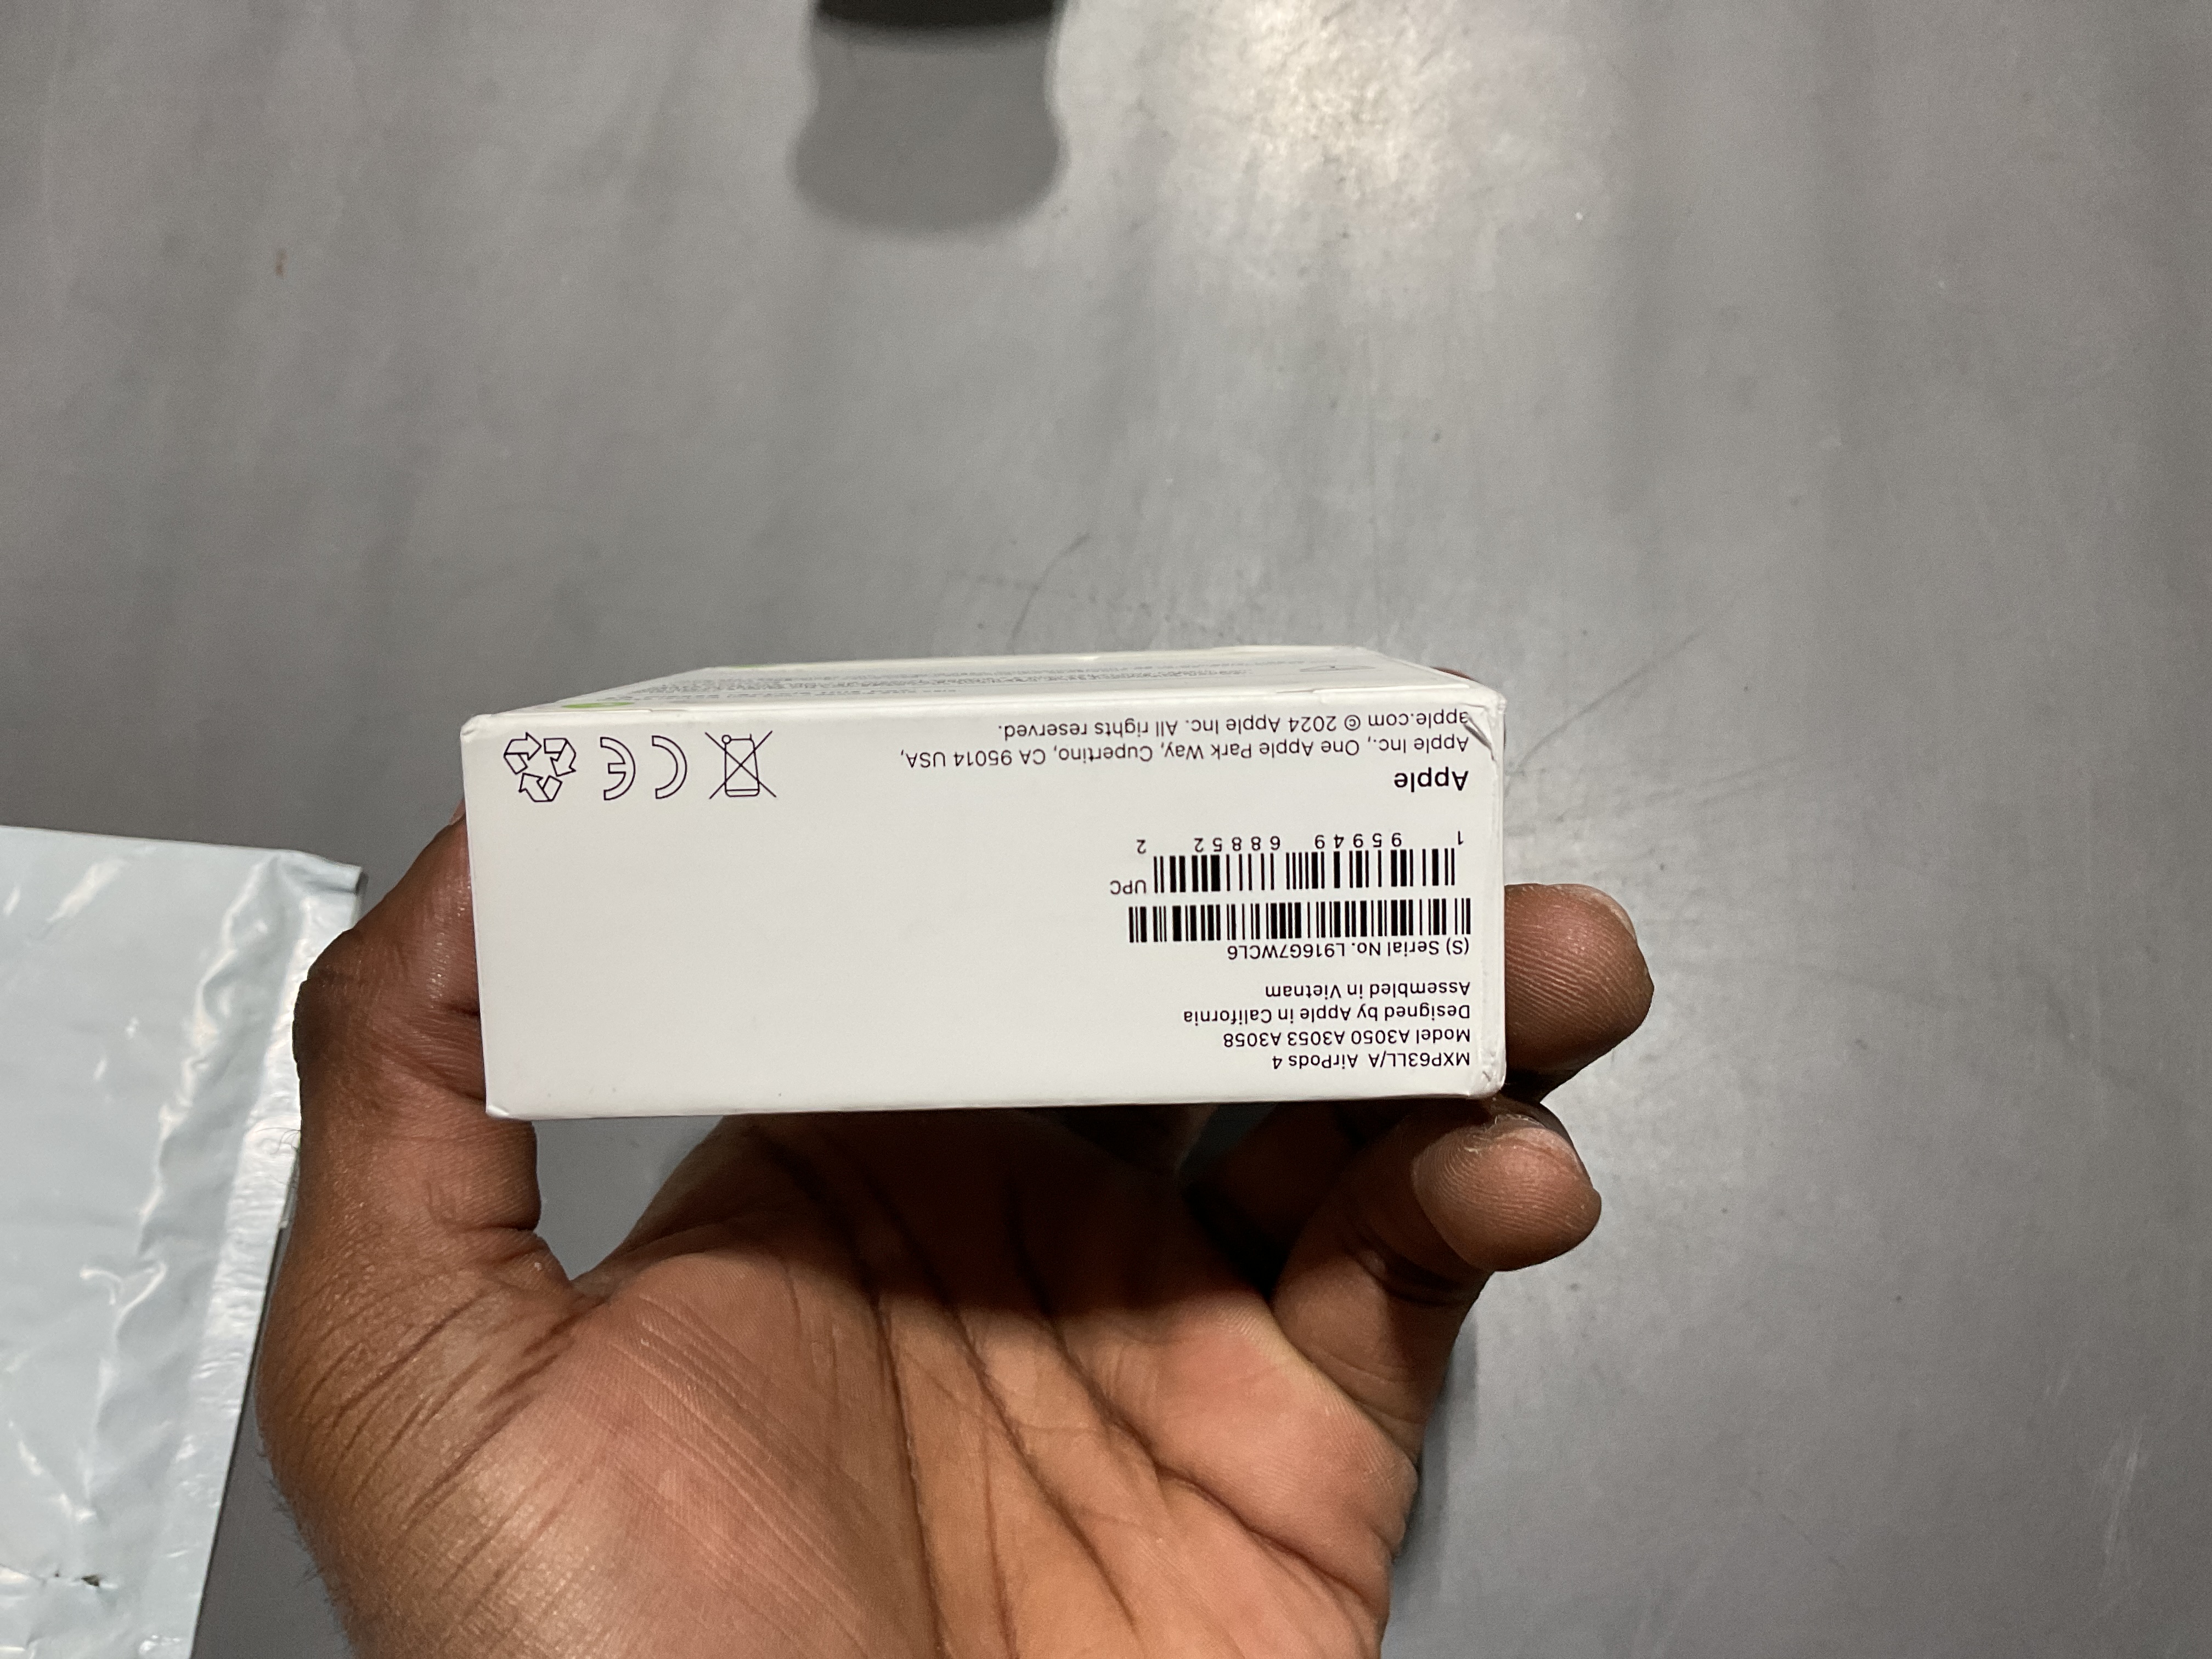 MXP63LL/A AirPods 4
Model A3050 A3053 A3058
Designed by Apple in California
Assembled in Vietnam
(S) Serial No. L916G7WCL6
UPC
1 95949 68852 2
Apple
Apple Inc., One Apple Park Way, Cupertino, CA 95014 USA,
apple.com © 2024 Apple Inc. All rights reserved.
CE